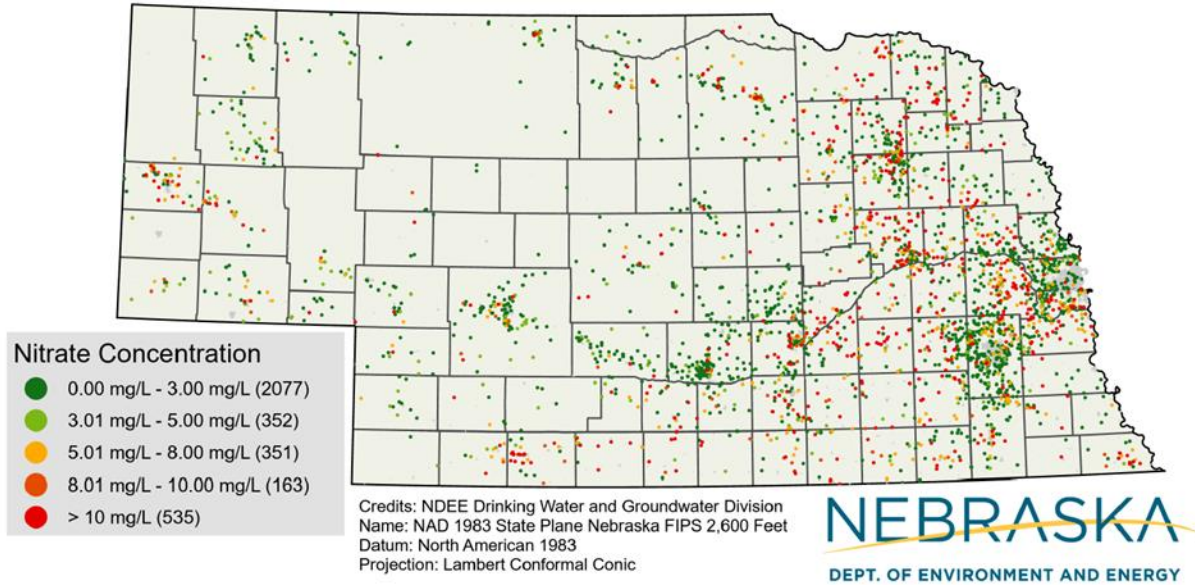 Nitrate Concentration
0.00 mg/L - 3.00 mg/L (2077)
3.01 mg/L - 5.00 mg/L (352)
5.01 mg/L - 8.00 mg/L (351)
8.01 mg/L - 10.00 mg/L (163)
> 10 mg/L (535)
Credits: NDEE Drinking Water and Groundwater Division
Name: NAD 1983 State Plane Nebraska FIPS 2,600 Feet
Datum: North American 1983
Projection: Lambert Conformal Conic
NEBRASKA
DEPT. OF ENVIRONMENT AND ENERGY